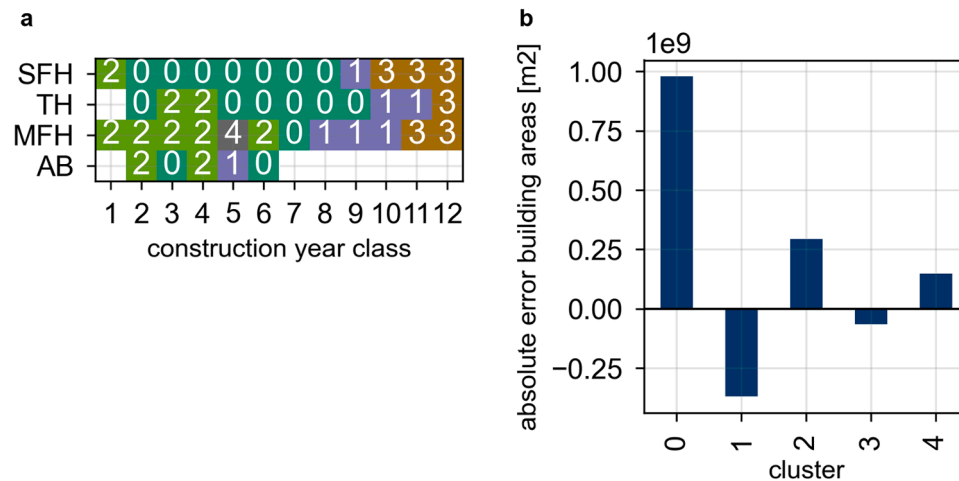 a
SFH 2 0 0 0 0 0 0 0 1 3 3 3
TH 0 2 2 0 0 0 0 0 1 1 3
MFH 2 2 2 2 4 2 0 1 1 1 3 3
AB 2 0 2 1 0
1 2 3 4 5 6 7 8 9 10 11 12
construction year class
b
1e9
absolute error building areas [m2]
1.00
0.75
0.50
0.25
0.00
−0.25
0 1 2 3 4
cluster